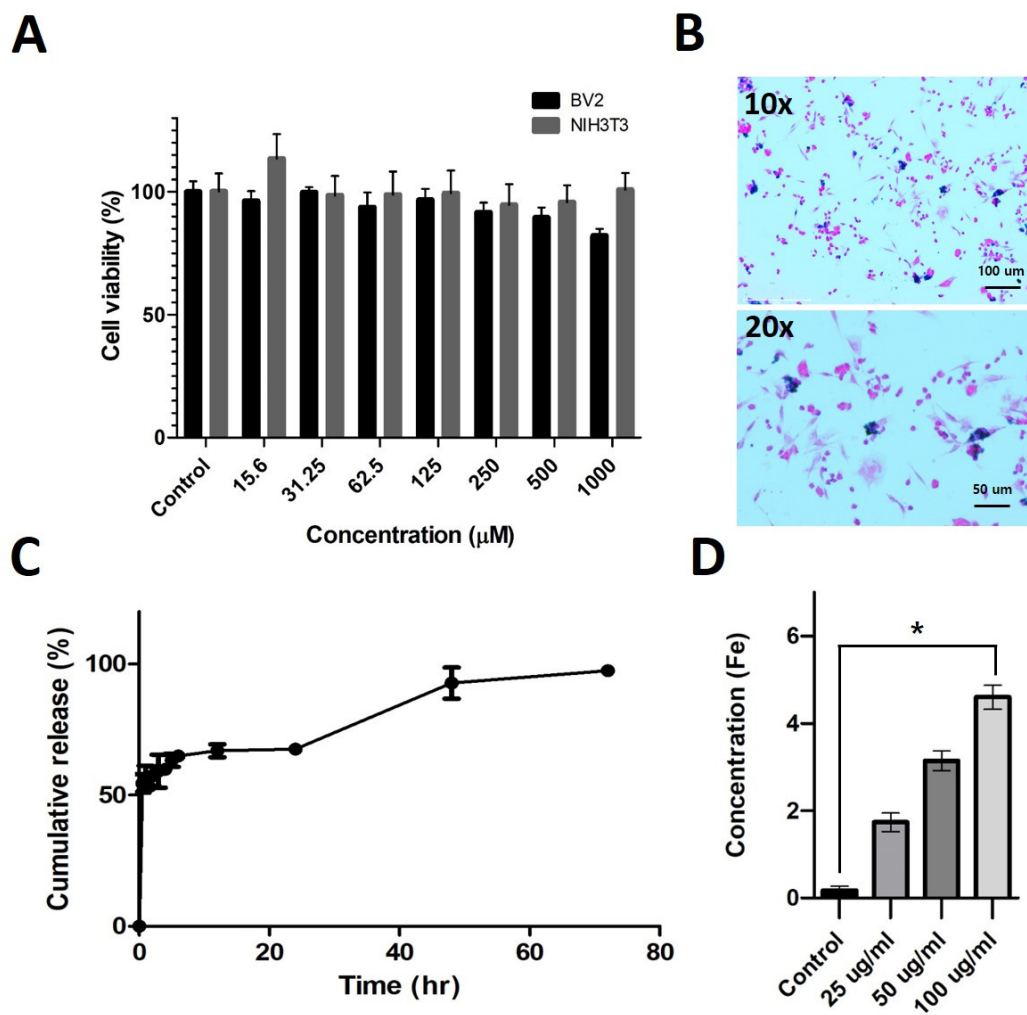 A
BV2
NIH3T3
Cell viability (%)
100
50
0
Control
15.6
31.25
62.5
125
250
500
1000
Concentration (μM)
B
10x
100 um
20x
50 um
C
Cumulative release (%)
100
50
0
0
20
40
60
80
Time (hr)
D
*
Concentration (Fe)
6
4
2
0
Control
25 ug/ml
50 ug/ml
100 ug/ml